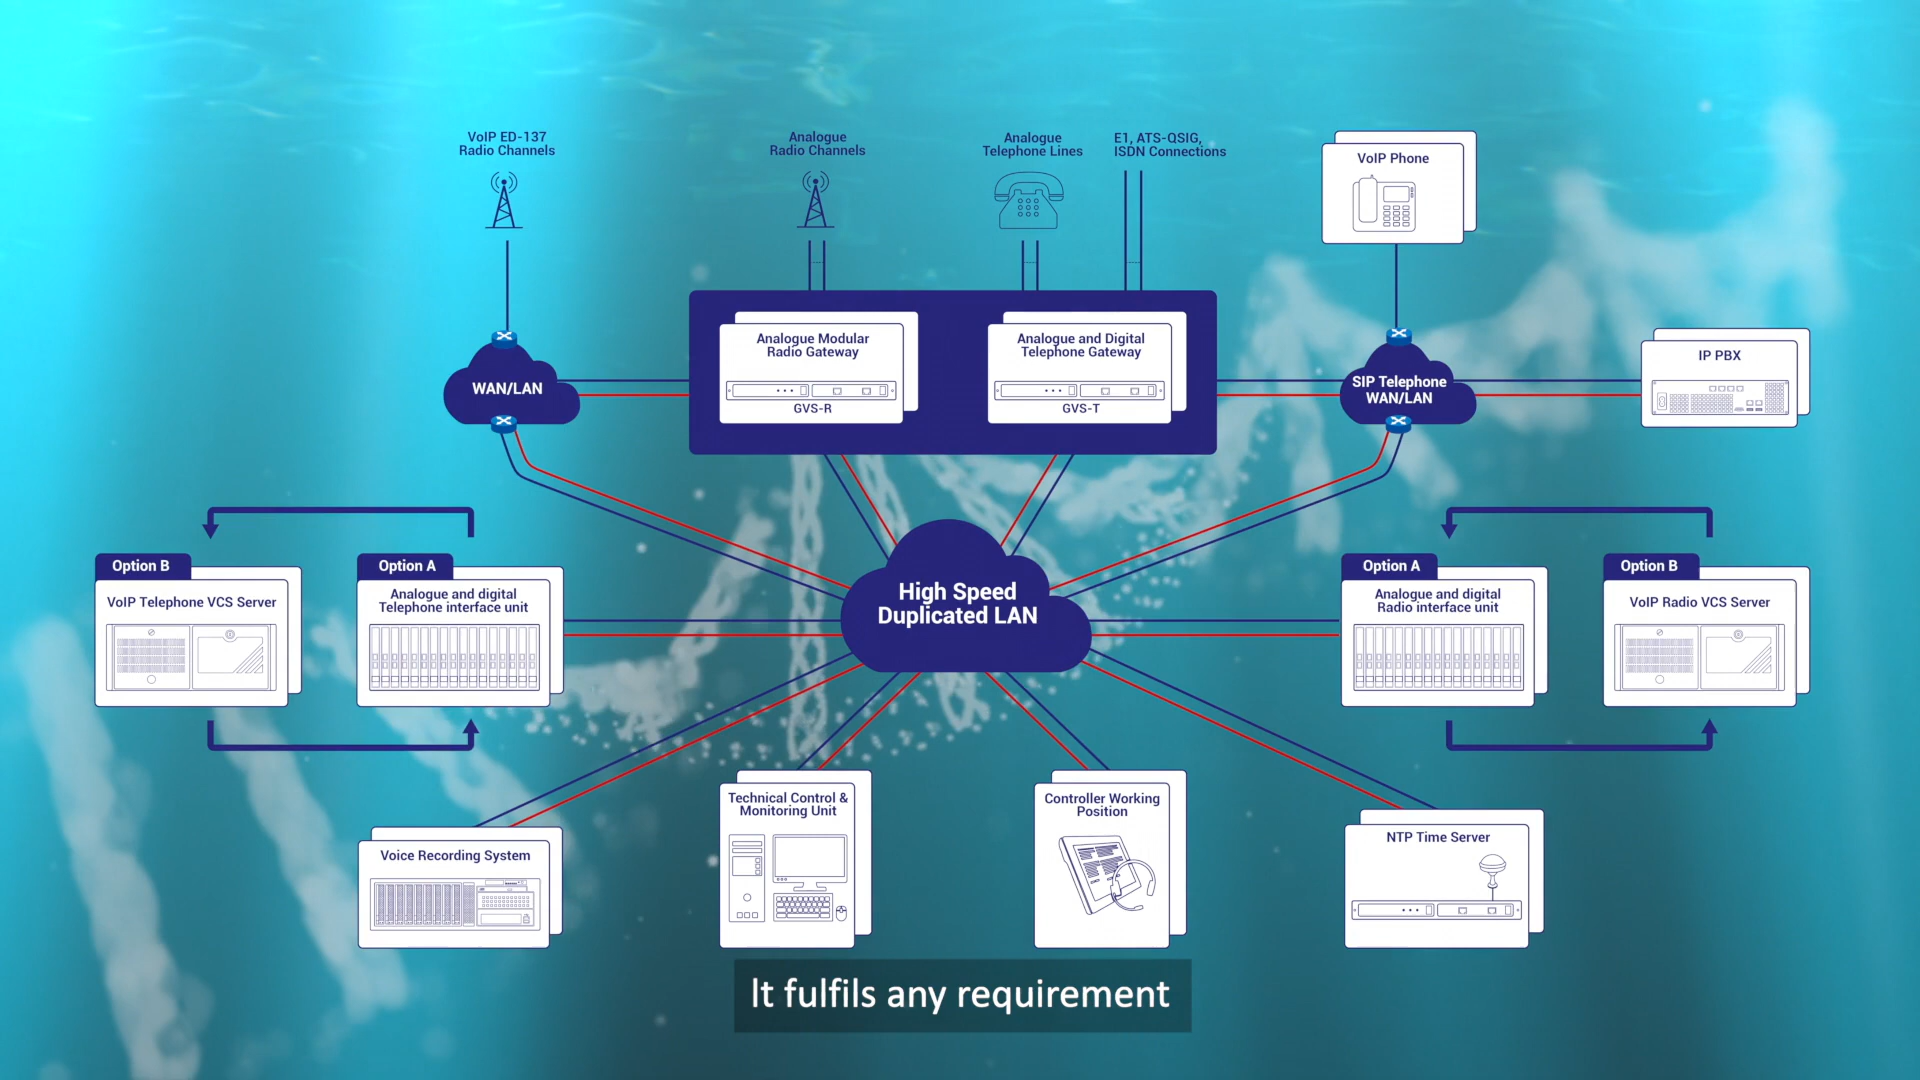 VoIP ED-137
Radio Channels
Analogue
Radio Channels
Analogue
Telephone Lines
E1, ATS-QSIG,
ISDN Connections
VoIP Phone
Analogue Modular
Radio Gateway
GVS-R
Analogue and Digital
Telephone Gateway
GVS-T
WAN/LAN
SIP Telephone
WAN/LAN
IP PBX
High Speed
Duplicated LAN
Option B
VoIP Telephone VCS Server
Option A
Analogue and digital
Telephone interface unit
Option A
Analogue and digital
Radio interface unit
Option B
VoIP Radio VCS Server
Voice Recording System
Technical Control &
Monitoring Unit
Controller Working
Position
NTP Time Server
It fulfils any requirement